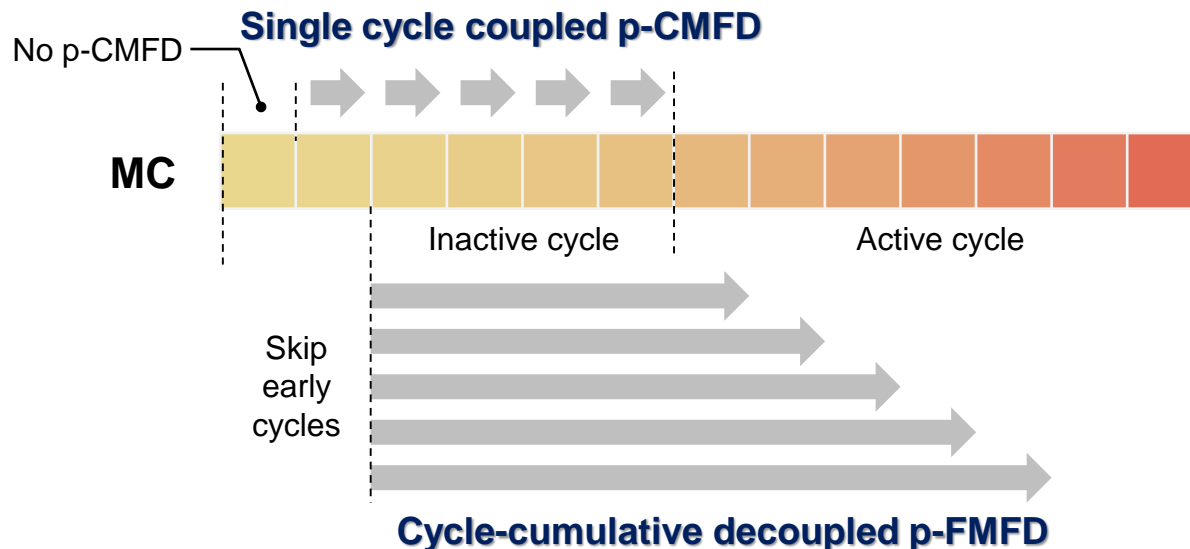 Single cycle coupled p-CMFD
No p-CMFD
MC
Inactive cycle
Active cycle
Skip
early
cycles
Cycle-cumulative decoupled p-FMFD